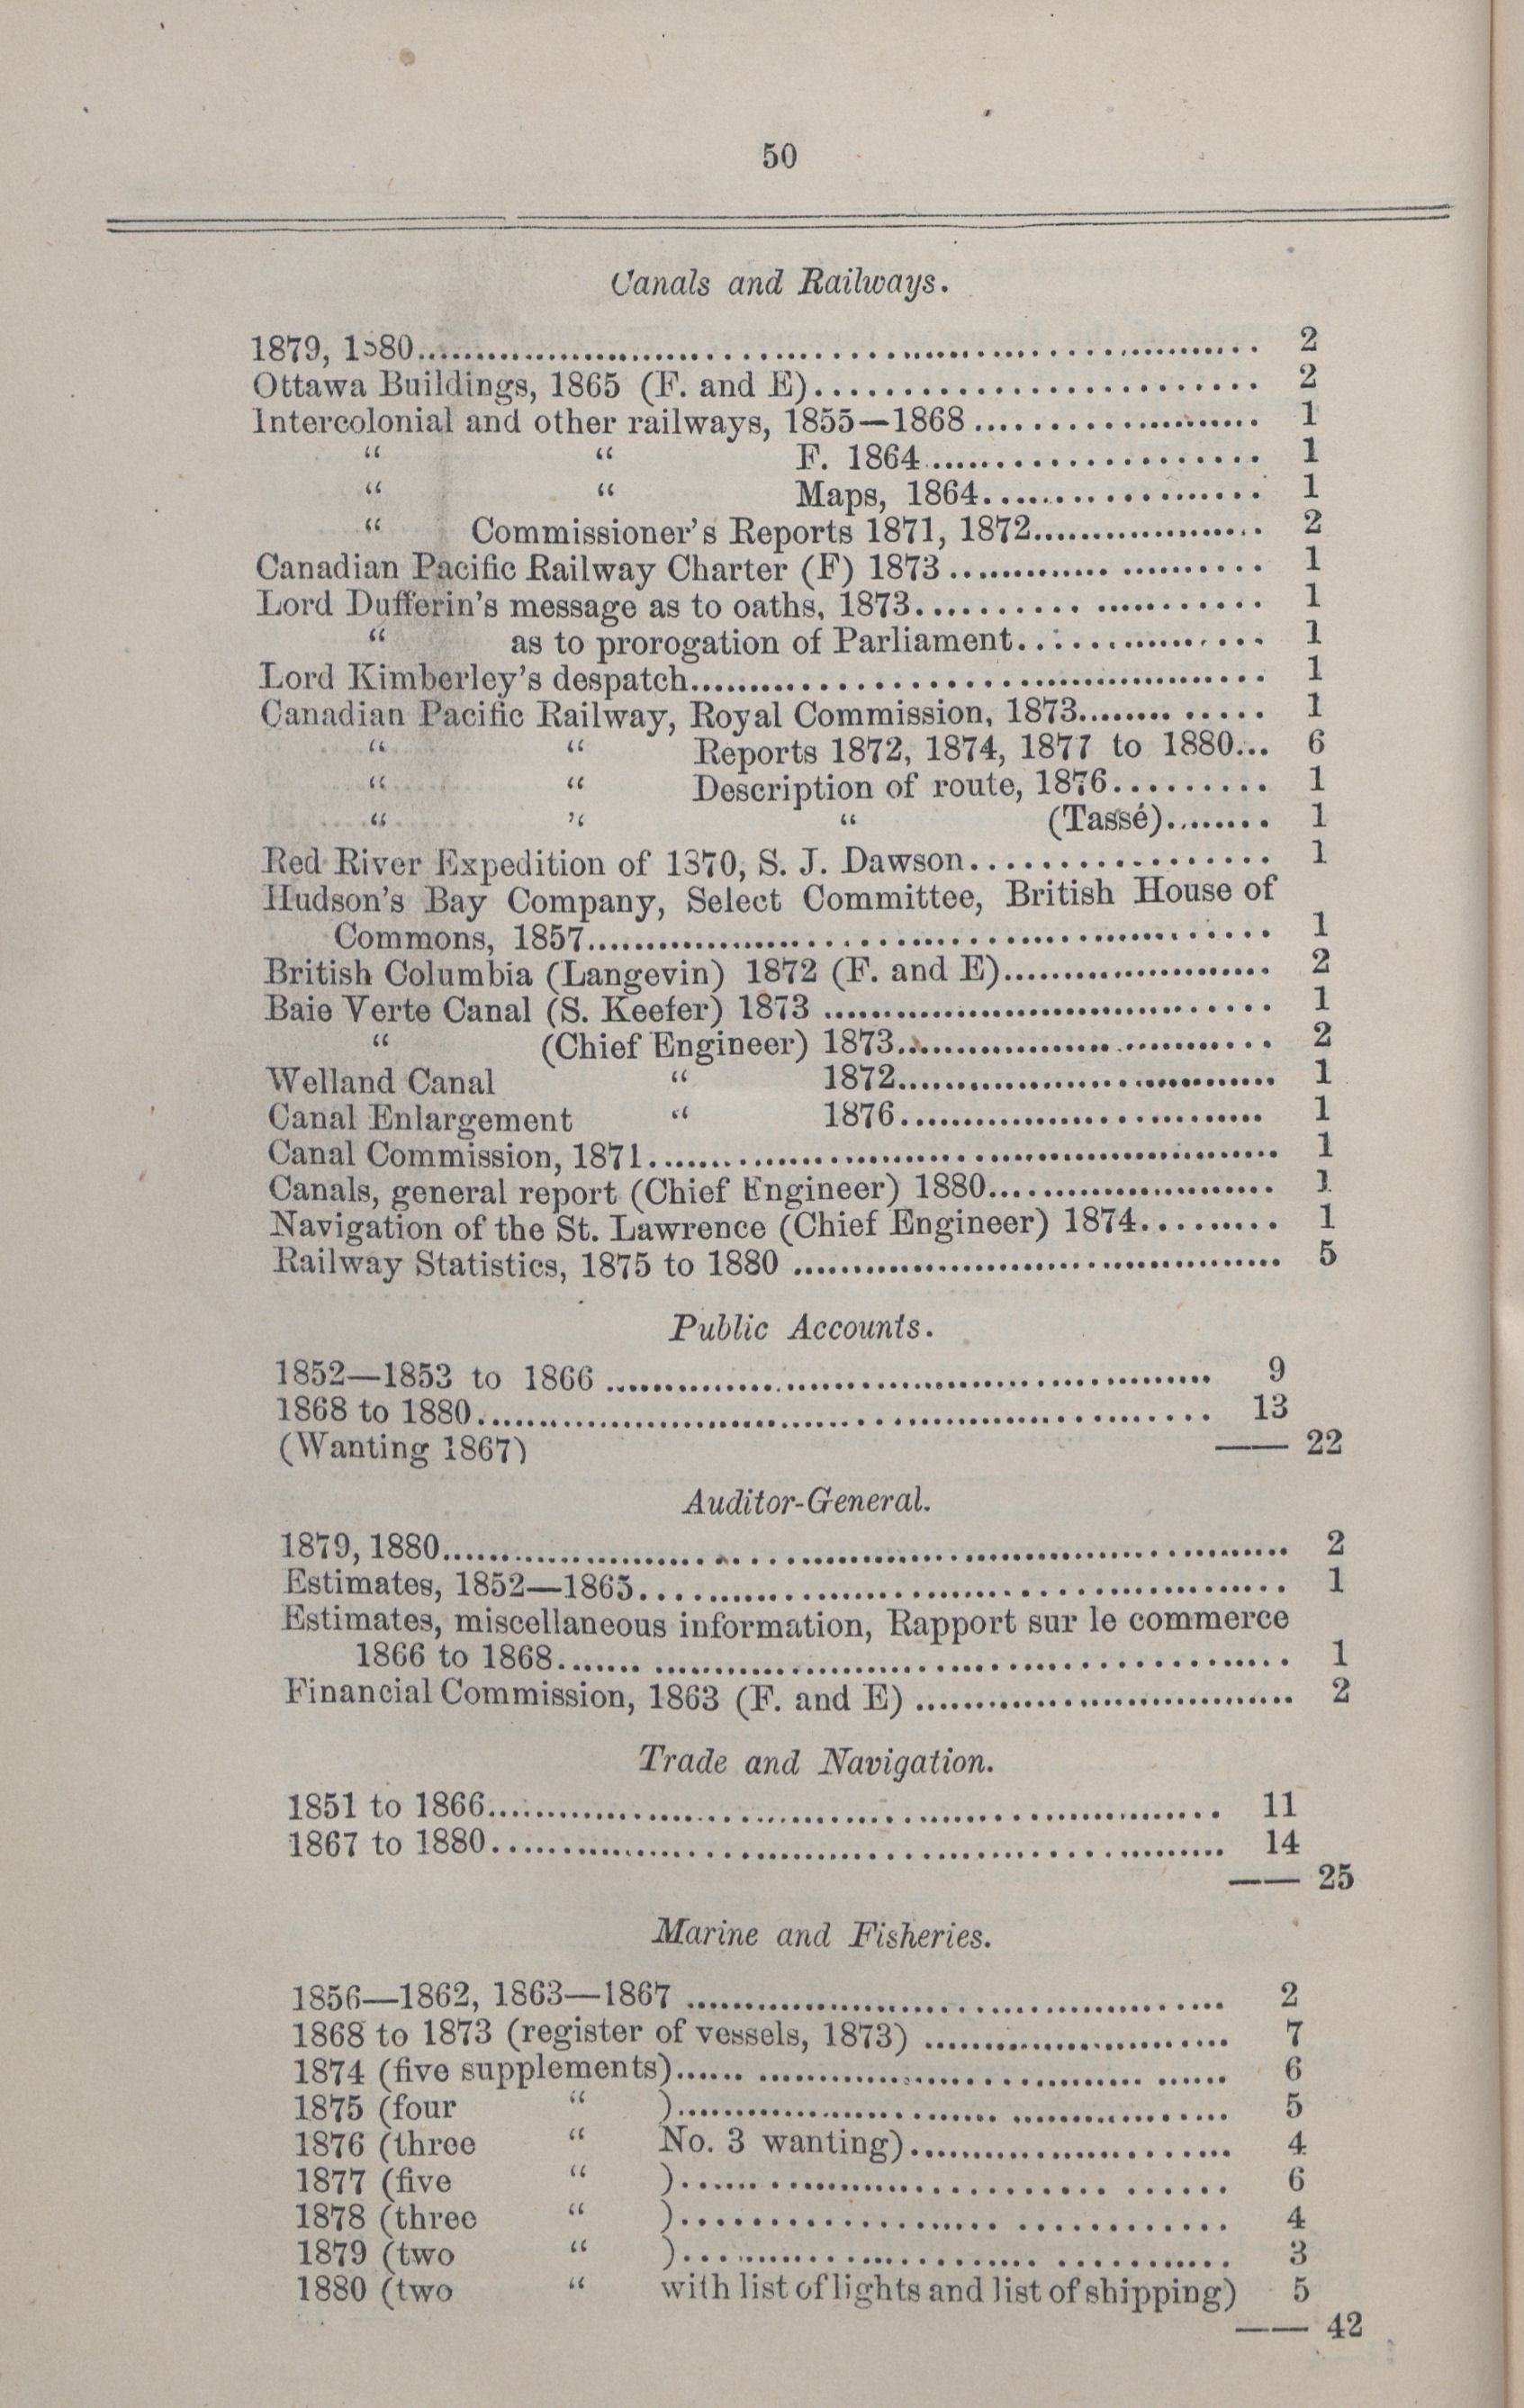 50
Canals and Railways.
1879, 1880 2
Ottawa Buildings, 1865 (F. and E) 2
Intercolonial and other railways, 1855—1868 1
“ “ F. 1864 1
“ “ Maps, 1864 1
“ Commissioner's Reports 1871, 1872 2
Canadian Pacific Railway Charter (F) 1873 1
Lord Dufferin's message as to oaths, 1873 1
“ as to prorogation of Parliament 1
Lord Kimberley's despatch 1
Canadian Pacific Railway, Royal Commission, 1873 1
“ “ Reports 1872, 1874, 1877 to 1880 6
“ “ Description of route, 1876 1
“ “ “ (Tassé) 1
Red River Expedition of 1870, S. J. Dawson 1
Hudson's Bay Company, Select Committee, British House of
Commons, 1857 1
British Columbia (Langevin) 1872 (F. and E) 2
Baie Verte Canal (S. Keefer) 1873 1
“ (Chief Engineer) 1873 2
Welland Canal “ 1872 1
Canal Enlargement “ 1876 1
Canal Commission, 1871 1
Canals, general report (Chief Engineer) 1880 1
Navigation of the St. Lawrence (Chief Engineer) 1874 1
Railway Statistics, 1875 to 1880 5
Public Accounts.
1852—1853 to 1866 9
1868 to 1880 13
(Wanting 1867) —— 22
Auditor-General.
1879, 1880 2
Estimates, 1852—1865 1
Estimates, miscellaneous information, Rapport sur le commerce
1866 to 1868 1
Financial Commission, 1863 (F. and E) 2
Trade and Navigation.
1851 to 1866 11
1867 to 1880 14
—— 25
Marine and Fisheries.
1856—1862, 1863—1867 2
1868 to 1873 (register of vessels, 1873) 7
1874 (five supplements) 6
1875 (four “ ) 5
1876 (three “ No. 3 wanting) 4
1877 (five “ ) 6
1878 (three “ ) 4
1879 (two “ ) 3
1880 (two “ with list of lights and list of shipping) 5
—— 42